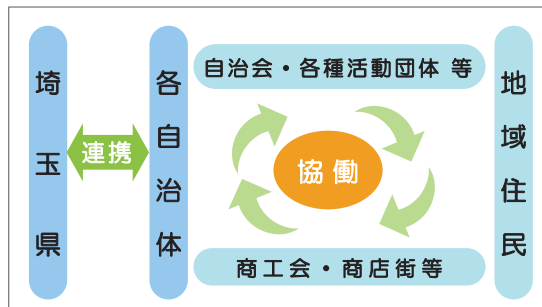 埼玉県
連携
各自治体
自治会・各種活動団体 等
協働
商工会・商店街等
地域住民